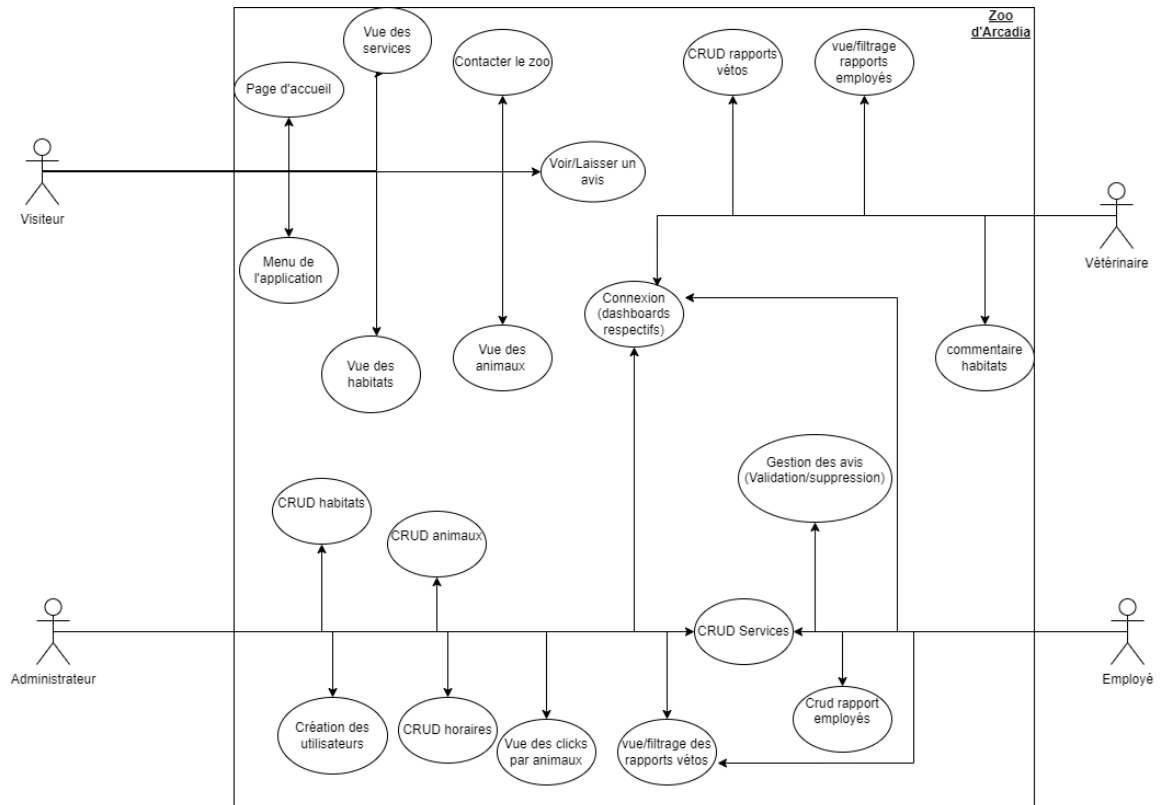 Zoo
d'Arcadia
Vue des
services
Contacter le zoo
CRUD rapports
vétos
vue/filtrage
rapports
employés
Page d'accueil
Voir/Laisser un
avis
Visiteur
Menu de
l'application
Vétérinaire
Connexion
(dashboards
respectifs)
Vue des
habitats
Vue des
animaux
commentaire
habitats
Gestion des avis
(Validation/suppression)
CRUD habitats
CRUD animaux
CRUD Services
Administrateur
Employé
Création des
utilisateurs
CRUD horaires
Vue des clicks
par animaux
vue/filtrage des
rapports vétos
Crud rapport
employés